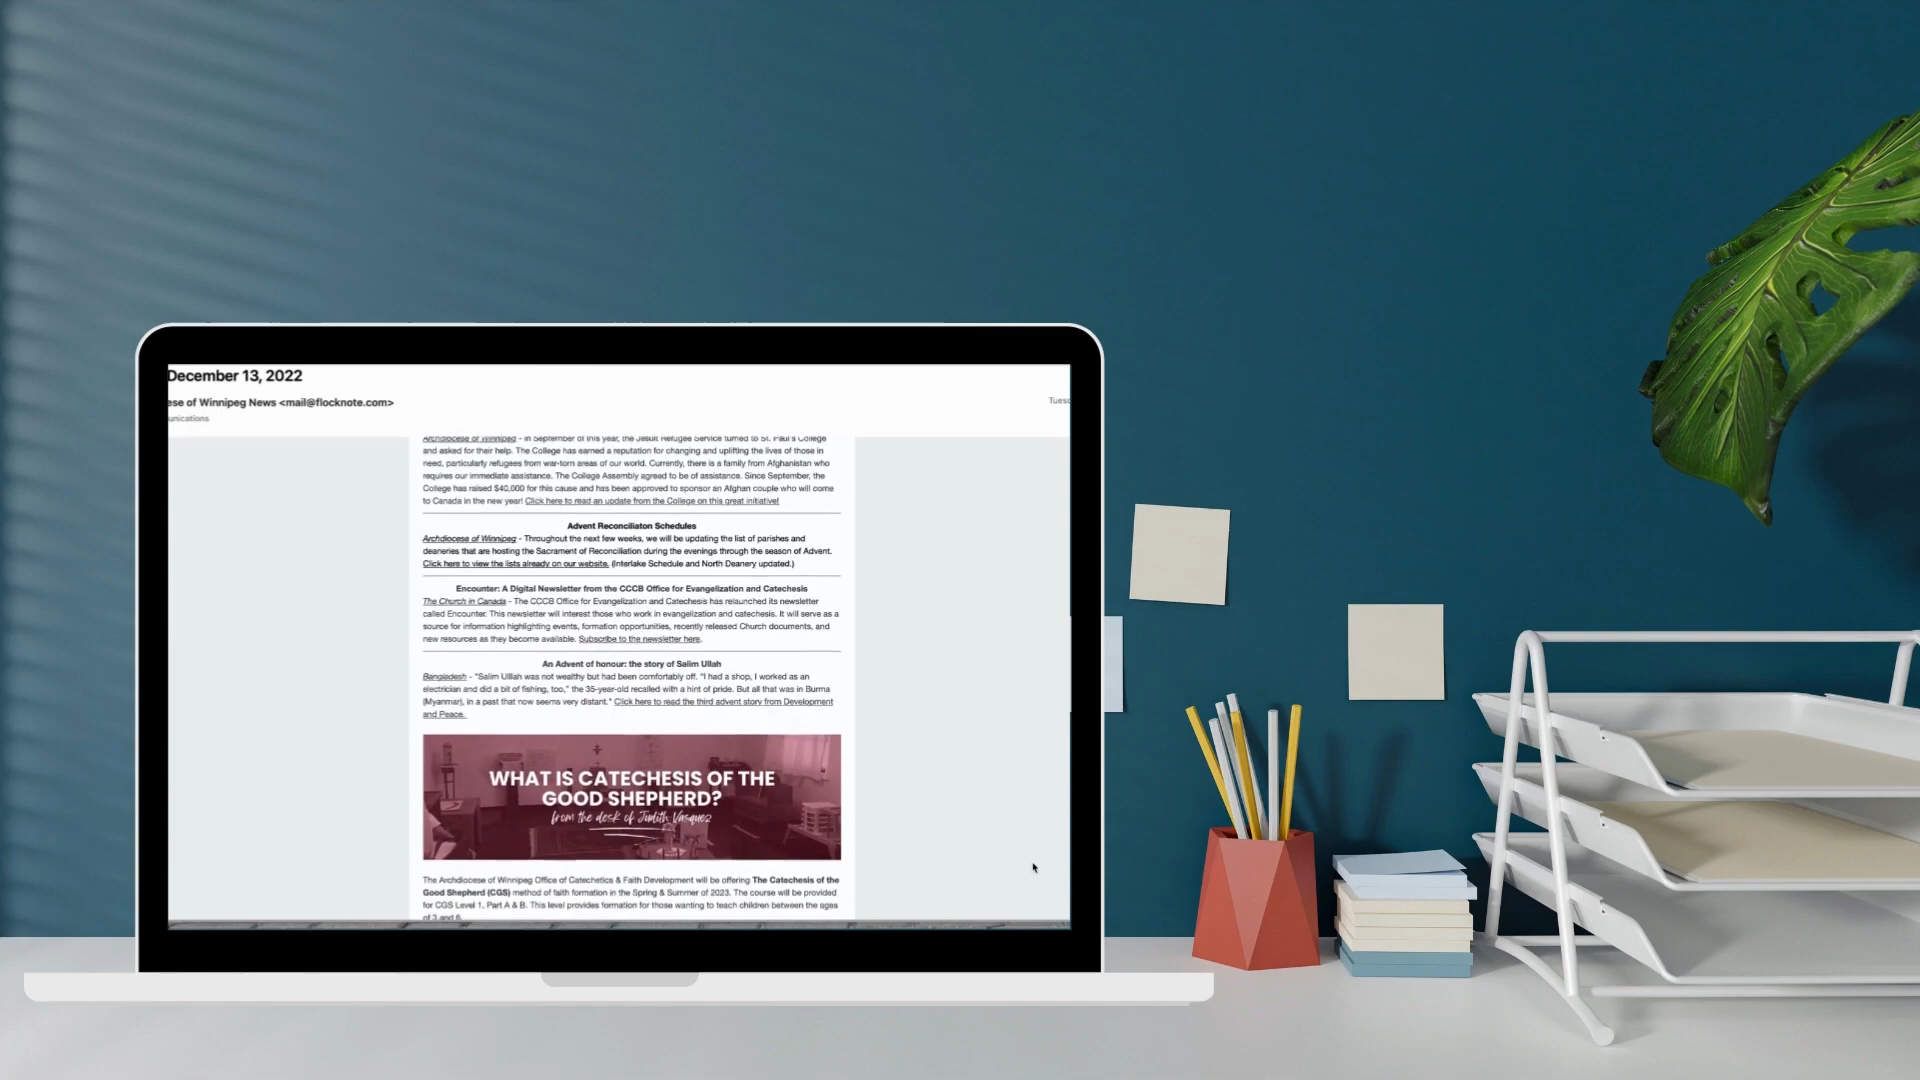 December 13, 2022
ese of Winnipeg News <mail@flocknote.com>
Tuesd
unications
Archdiocese of Winnipeg - In September of this year, the Jesuit Refugee Service turned to St. Paul's College
and asked for their help. The College has earned a reputation for changing and uplifting the lives of those in
need, particularly refugees from war-torn areas of our world. Currently, there is a family from Afghanistan who
requires our immediate assistance. The College Assembly agreed to be of assistance. Since September, the
College has raised $40,000 for this cause and has been approved to sponsor an Afghan couple who will come
to Canada in the new year! Click here to read an update from the College on this great initiative!
Advent Reconciliaton Schedules
Archdiocese of Winnipeg - Throughout the next few weeks, we will be updating the list of parishes and
deaneries that are hosting the Sacrament of Reconciliation during the evenings through the season of Advent.
Click here to view the lists already on our website. (Interlake Schedule and North Deanery updated.)
Encounter: A Digital Newsletter from the CCCB Office for Evangelization and Catechesis
The Church in Canada - The CCCB Office for Evangelization and Catechesis has relaunched its newsletter
called Encounter. This newsletter will interest those who work in evangelization and catechesis. It will serve as a
source for information highlighting events, formation opportunities, recently released Church documents, and
new resources as they become available. Subscribe to the newsletter here.
An Advent of honour: the story of Salim Ullah
Bangladesh - "Salim Ulllah was not wealthy but had been comfortably off. "I had a shop, I worked as an
electrician and did a bit of fishing, too," the 35-year-old recalled with a hint of pride. But all that was in Burma
(Myanmar), in a past that now seems very distant." Click here to read the third advent story from Development
and Peace.
WHAT IS CATECHESIS OF THE
GOOD SHEPHERD?
from the desk of Judith Vasquez
The Archdiocese of Winnipeg Office of Catechetics & Faith Development will be offering The Catechesis of the
Good Shepherd (CGS) method of faith formation in the Spring & Summer of 2023. The course will be provided
for CGS Level 1, Part A & B. This level provides formation for those wanting to teach children between the ages
of 3 and 6.